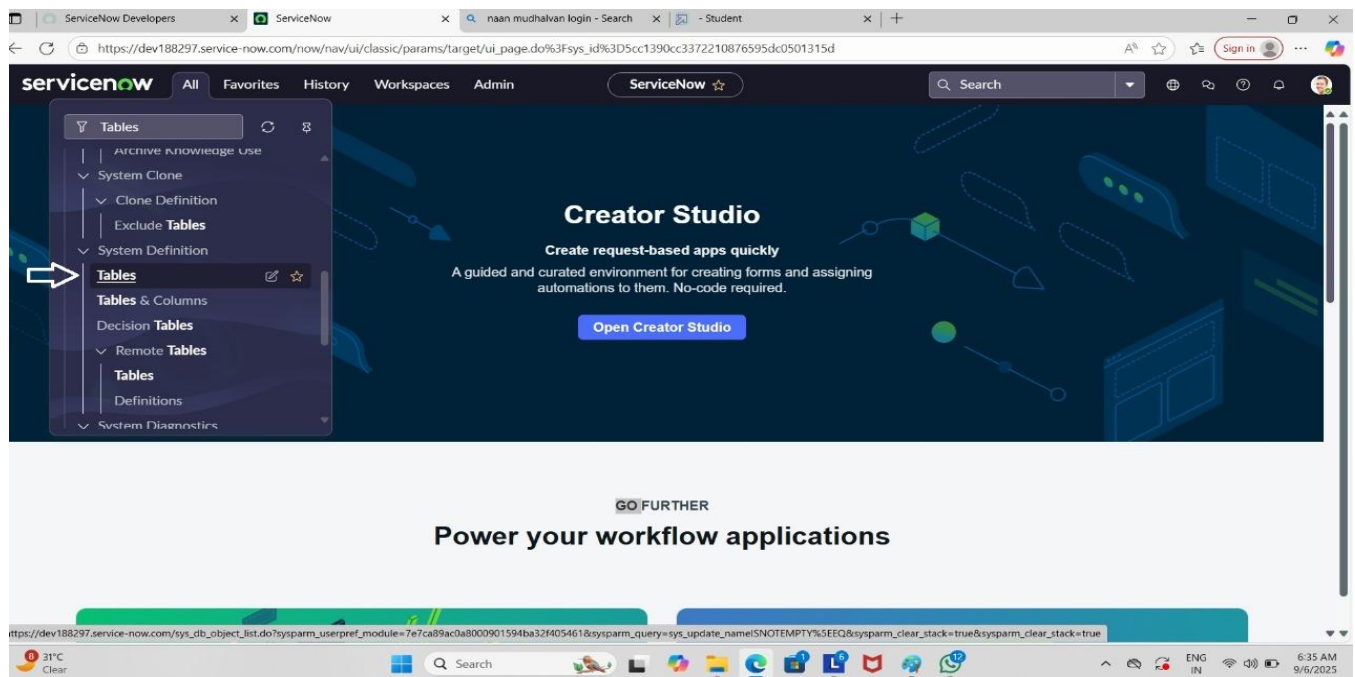 ServiceNow Developers
ServiceNow
naan mudhalvan login - Search
- Student
https://dev188297.service-now.com/now/nav/ui/classic/params/target/ui_page.do%3Fsys_id%3D5cc1390cc3372210876595dc0501315d
Sign in
servicenow
All
Favorites
History
Workspaces
Admin
ServiceNow
Search
Tables
Archive Knowledge Use
System Clone
Clone Definition
Exclude Tables
System Definition
Tables
Tables & Columns
Decision Tables
Remote Tables
Tables
Definitions
System Diagnostics
Creator Studio
Create request-based apps quickly
A guided and curated environment for creating forms and assigning
automations to them. No-code required.
Open Creator Studio
GO FURTHER
Power your workflow applications
ttps://dev188297.service-now.com/sys_db_object_list.do?sysparm_userpref_module=7e7ca89ac0a8000901594ba32f405461&sysparm_query=sys_update_nameISNOTEMPTY%5EEQ&sysparm_clear_stack=true&sysparm_clear_stack=true
8
31°C
Clear
Search
6
12
ENG
IN
6:35 AM
9/6/2025